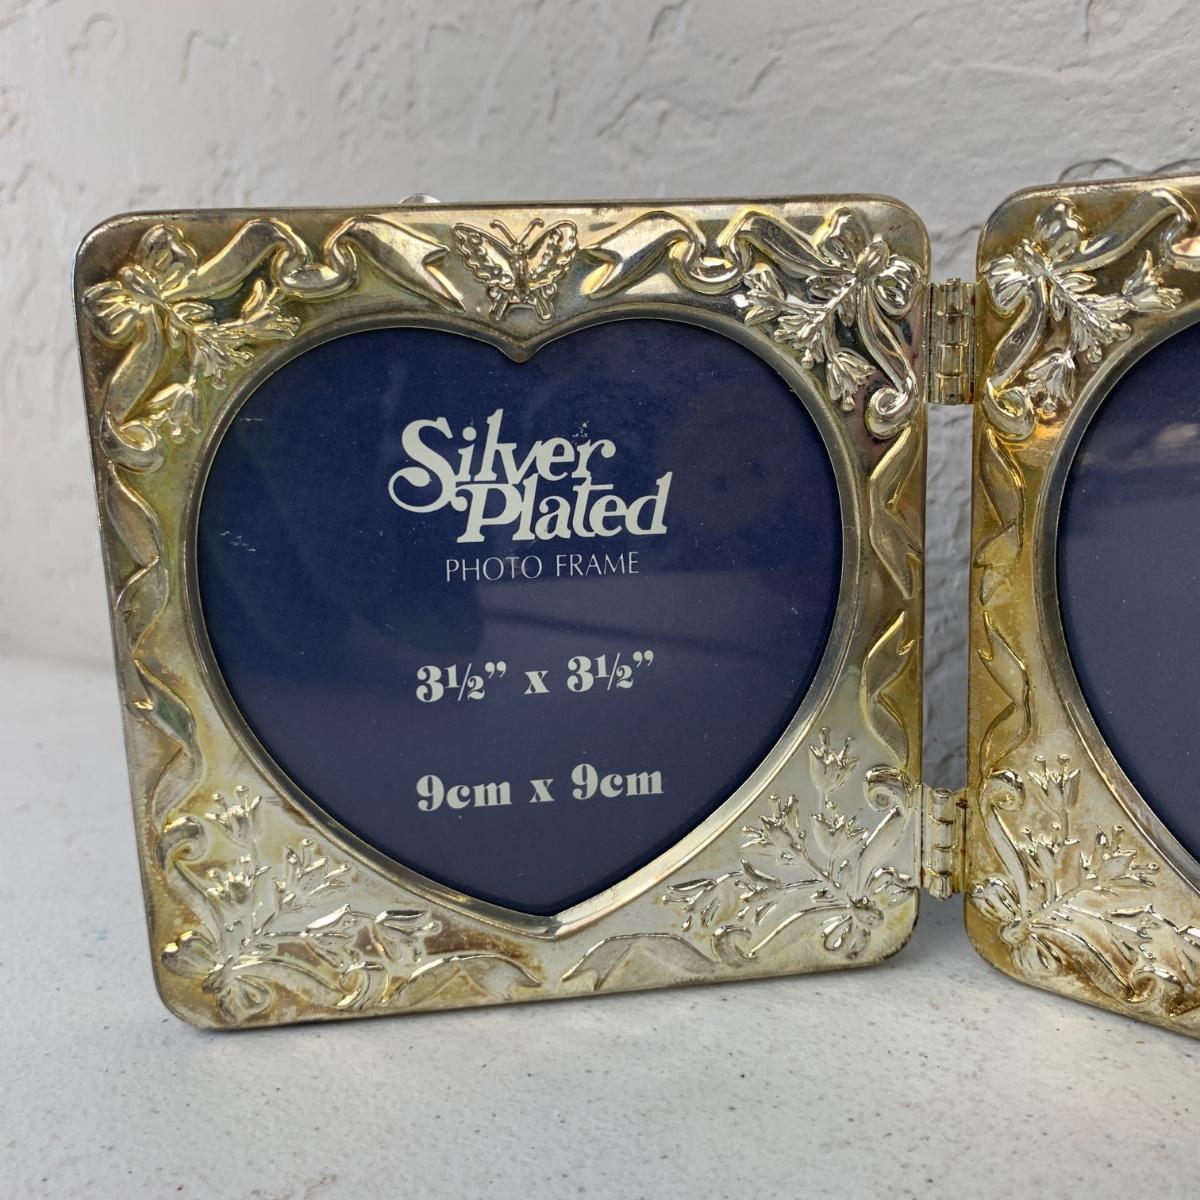 Silver
Plated
PHOTO FRAME
3½” x 3½”
9cm x 9cm